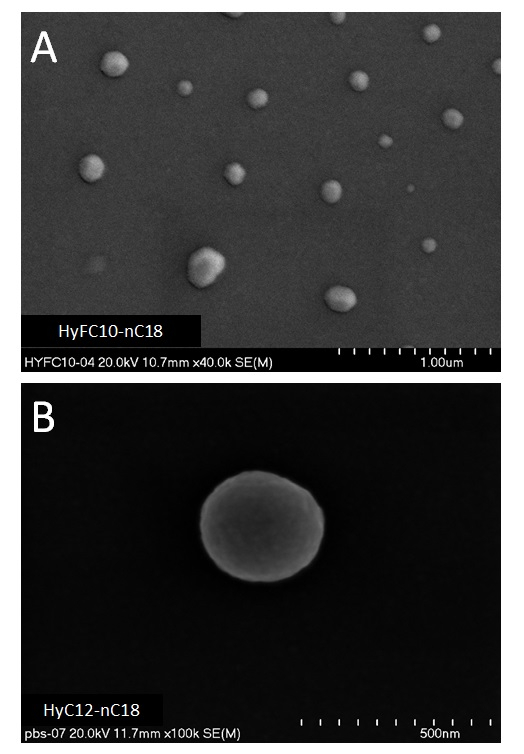 A
HyFC10-nC18
HYFC10-04 20.0kV 10.7mm x40.0k SE(M)
1.00um
B
HyC12-nC18
pbs-07 20.0kV 11.7mm x100k SE(M)
500nm